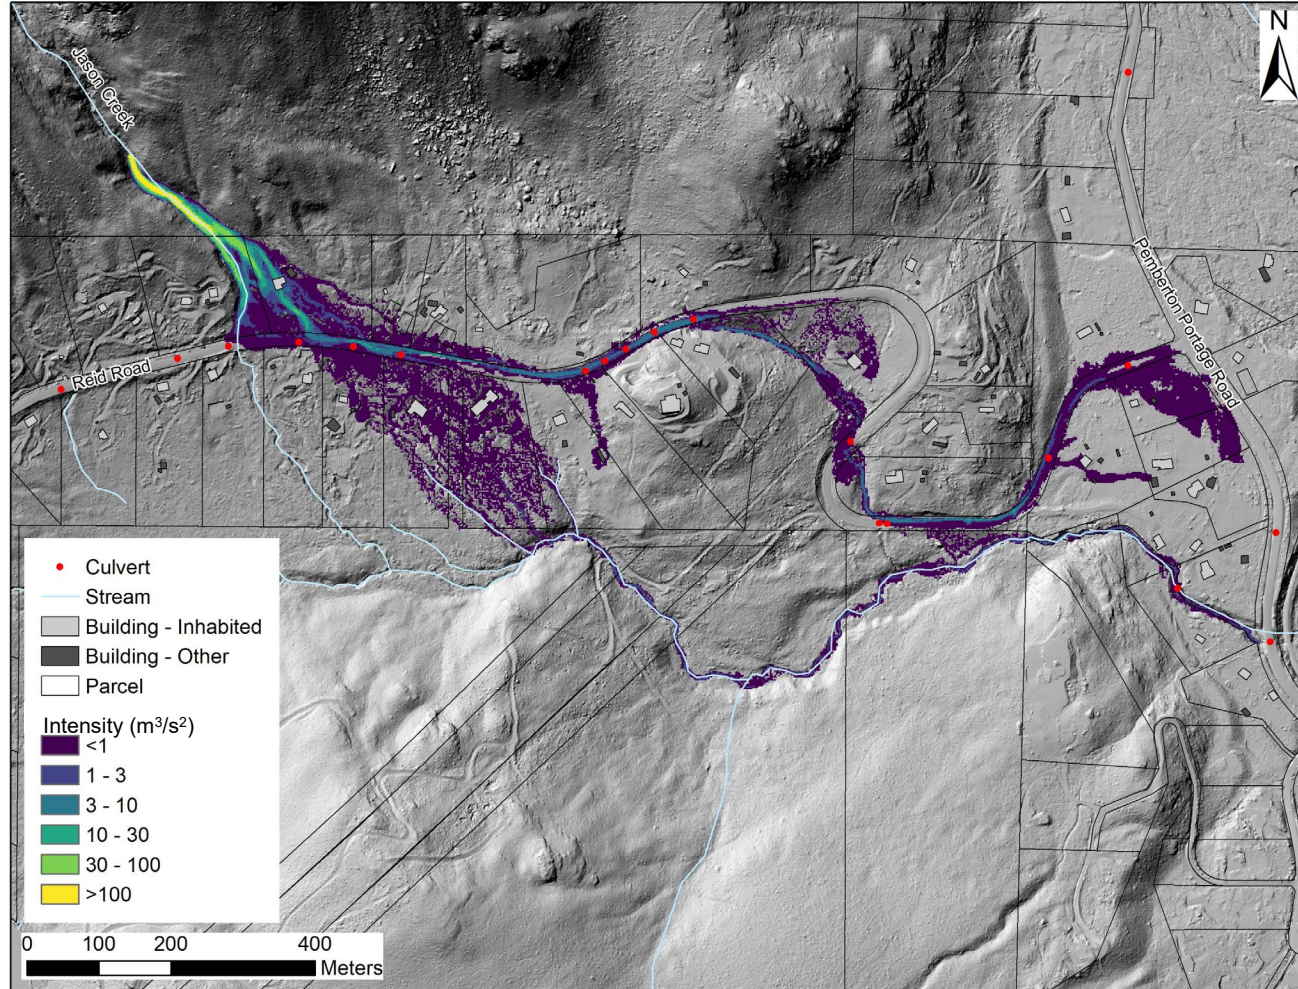 N
Jason Creek
Pemberton Portage Road
Reid Road
Culvert
Stream
Building - Inhabited
Building - Other
Parcel
Intensity (m³/s²)
<1
1 - 3
3 - 10
10 - 30
30 - 100
>100
0 100 200 400
Meters